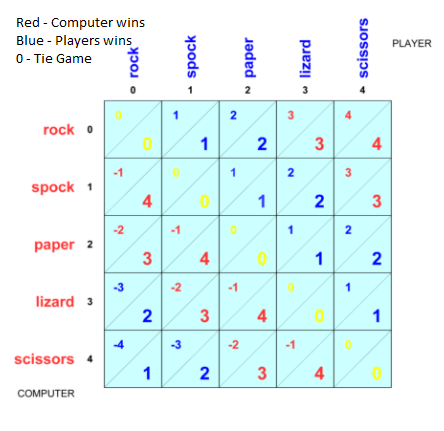 Red - Computer wins
Blue - Players wins
0 - Tie Game
PLAYER
rock spock paper lizard scissors
0 1 2 3 4
rock 0
0 1 2 3 4
0 1 2 3 4
spock 1
-1 0 1 2 3
4 0 1 2 3
paper 2
-2 -1 0 1 2
3 4 0 1 2
lizard 3
-3 -2 -1 0 1
2 3 4 0 1
scissors 4
-4 -3 -2 -1 0
1 2 3 4 0
COMPUTER